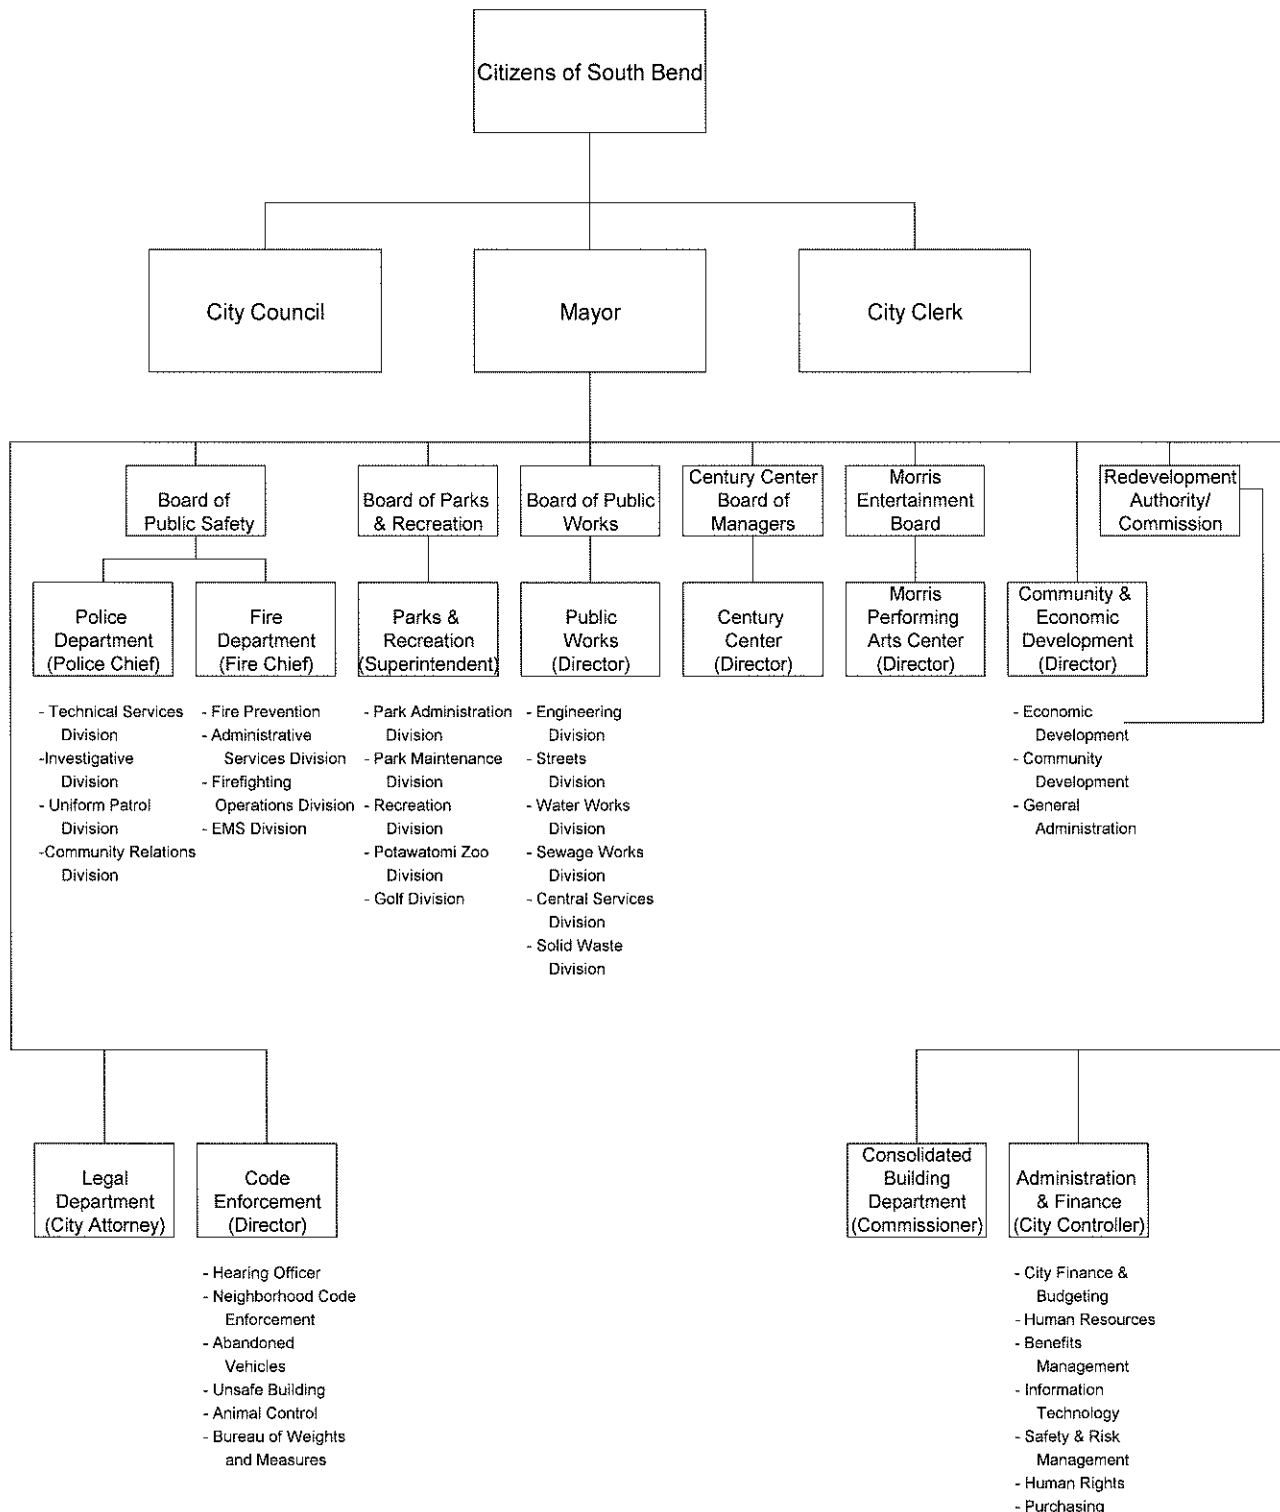 Citizens of South Bend
City Council
Mayor
City Clerk
Board of
Public Safety
Board of Parks
& Recreation
Board of Public
Works
Century Center
Board of
Managers
Morris
Entertainment
Board
Redevelopment
Authority/
Commission
Police
Department
(Police Chief)
Fire
Department
(Fire Chief)
Parks &
Recreation
(Superintendent)
Public
Works
(Director)
Century
Center
(Director)
Morris
Performing
Arts Center
(Director)
Community &
Economic
Development
(Director)
- Technical Services
Division
-Investigative
Division
- Uniform Patrol
Division
-Community Relations
Division
- Fire Prevention
- Administrative
Services Division
- Firefighting
Operations Division
- EMS Division
- Park Administration
Division
- Park Maintenance
Division
- Recreation
Division
- Potawatomi Zoo
Division
- Golf Division
- Engineering
Division
- Streets
Division
- Water Works
Division
- Sewage Works
Division
- Central Services
Division
- Solid Waste
Division
- Economic
Development
- Community
Development
- General
Administration
Legal
Department
(City Attorney)
Code
Enforcement
(Director)
Consolidated
Building
Department
(Commissioner)
Administration
& Finance
(City Controller)
- Hearing Officer
- Neighborhood Code
Enforcement
- Abandoned
Vehicles
- Unsafe Building
- Animal Control
- Bureau of Weights
and Measures
- City Finance &
Budgeting
- Human Resources
- Benefits
Management
- Information
Technology
- Safety & Risk
Management
- Human Rights
- Purchasing